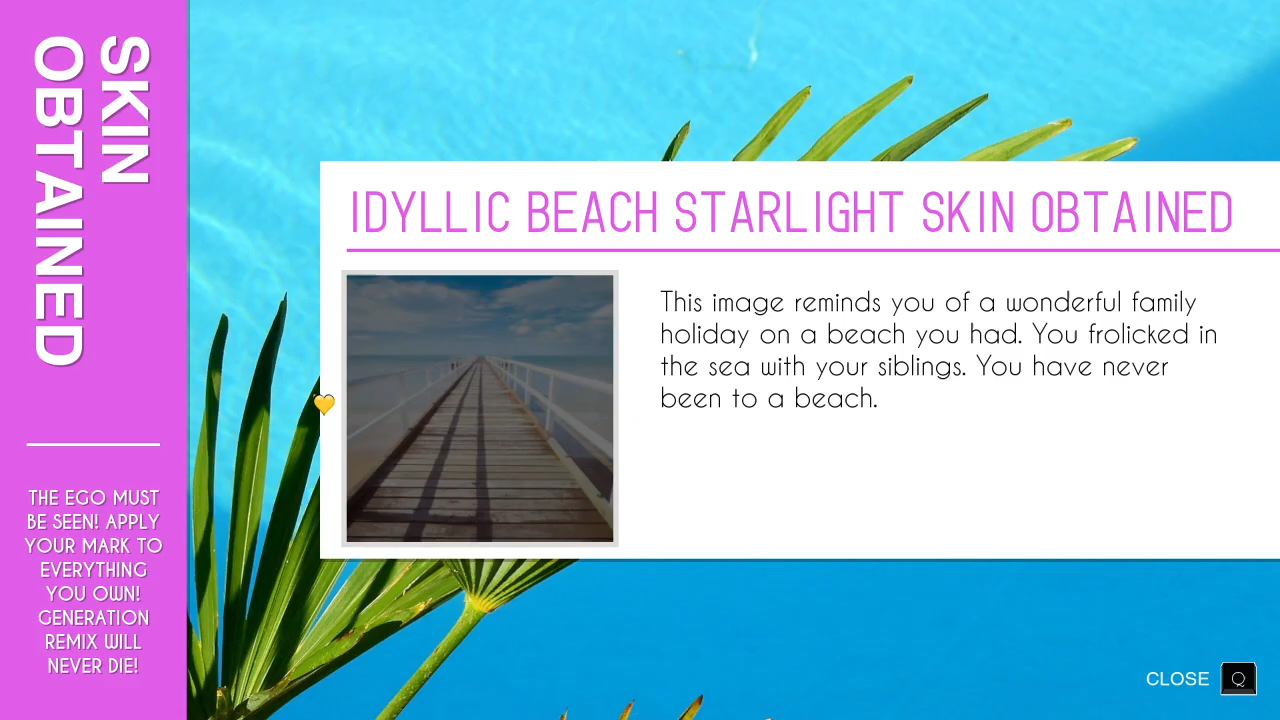 SKIN
OBTAINED
THE EGO MUST
BE SEEN! APPLY
YOUR MARK TO
EVERYTHING
YOU OWN!
GENERATION
REMIX WILL
NEVER DIE!
IDYLLIC BEACH STARLIGHT SKIN OBTAINED
This image reminds you of a wonderful family
holiday on a beach you had. You frolicked in
the sea with your siblings. You have never
been to a beach.
CLOSE Q